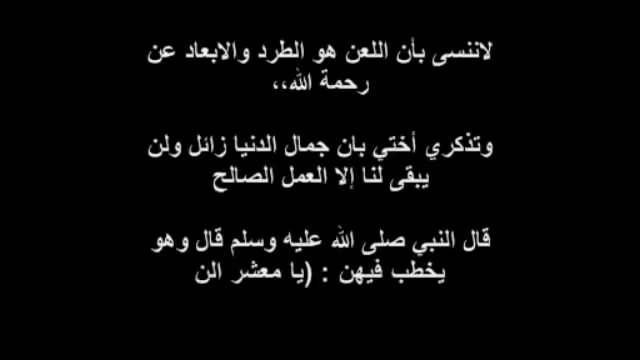 لاننسى بأن اللعن هو الطرد والابعاد عن
رحمة الله،،
وتذكري أختي بان جمال الدنيا زائل ولن
يبقى لنا إلا العمل الصالح
قال النبي صلى الله عليه وسلم قال وهو
يخطب فيهن : (يا معشر الن